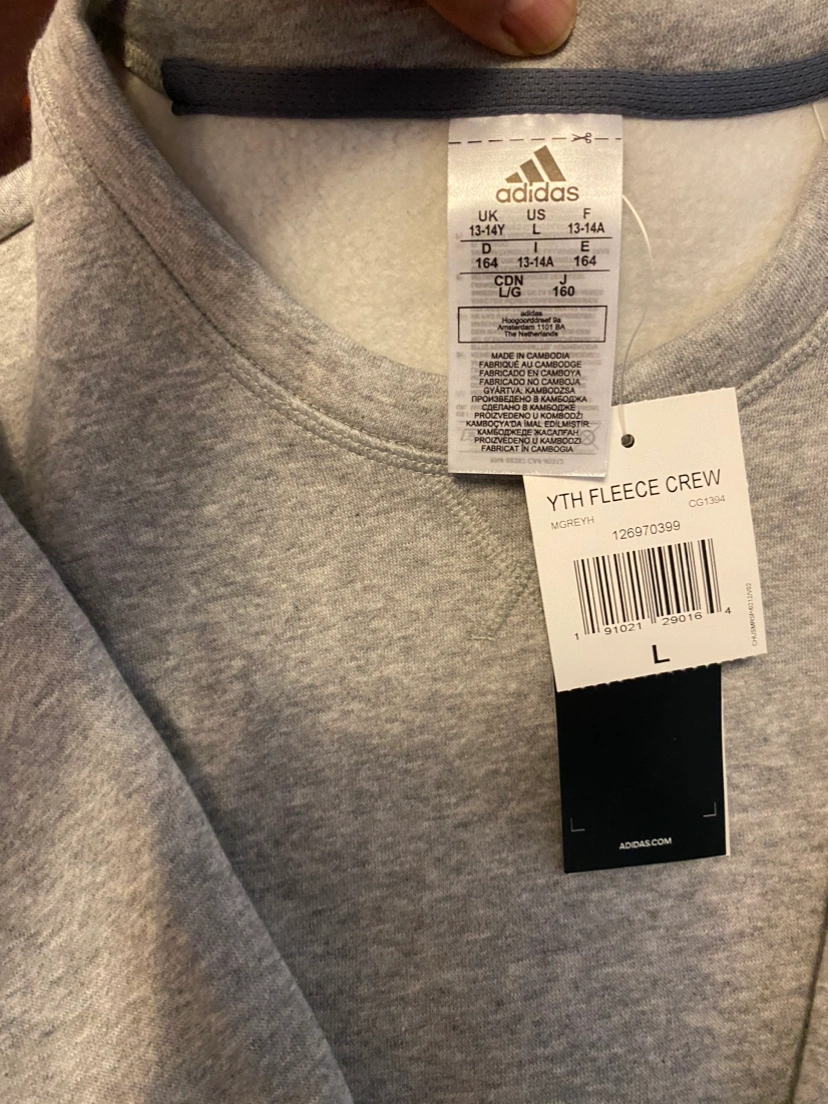 adidas
UK US F
13-14Y L 13-14A
D I E
164 13-14A 164
CDN J
L/G 160
adidas
Hoogoorddreef 9a
Amsterdam 1101 BA
The Netherlands
MADE IN CAMBODIA
FABRIQUÉ AU CAMBODGE
FABRICADO EN CAMBOYA
FABRICADO NO CAMBOJA
GYÁRTVA; KAMBODZSA
ПРОИЗВЕДЕНО В КАМБОДЖА
СДЕЛАНО В КАМБОДЖЕ
PROIZVEDENO U KOMBODŽI
KAMBOÇYA'DA İMAL EDİLMİŞTİR
КАМБОДЖЕДЕ ЖАСАЛҒАН
PROIZVEDENO U KAMBODZI
FABRICAT ÎN CAMBOGIA
YTH FLEECE CREW
MGREYH CG1394
126970399
1 91021 29016 4
L
ADIDAS.COM